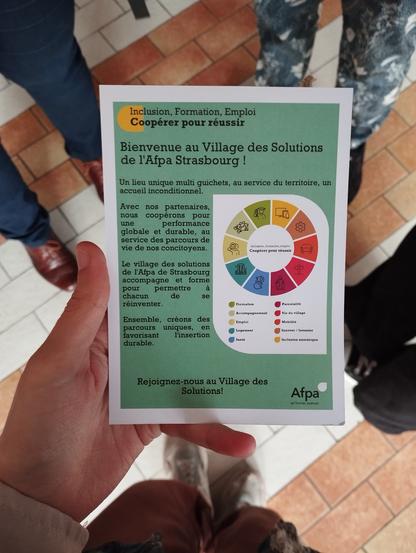 Inclusion, Formation, Emploi
Coopérer pour réussir
Bienvenue au Village des Solutions
de l'Afpa Strasbourg !
Un lieu unique multi guichets, au service du territoire, un
accueil inconditionnel.
Avec nos partenaires,
nous coopérons pour
une performance
globale et durable, au
service des parcours de
vie de nos concitoyens.
Le village des solutions
de l'Afpa de Strasbourg
accompagne et forme
pour permettre à
chacun de se
réinventer.
Ensemble, créons des
parcours uniques, en
favorisant l'insertion
durable.
Inclusion, Formation, Emploi
Coopérer pour réussir
Formation
Accompagnement
Emploi
Logement
Santé
Parentalité
Vie du village
Mobilité
Inclusion numérique
Rejoignez-nous au Village des
Solutions!
Afpa